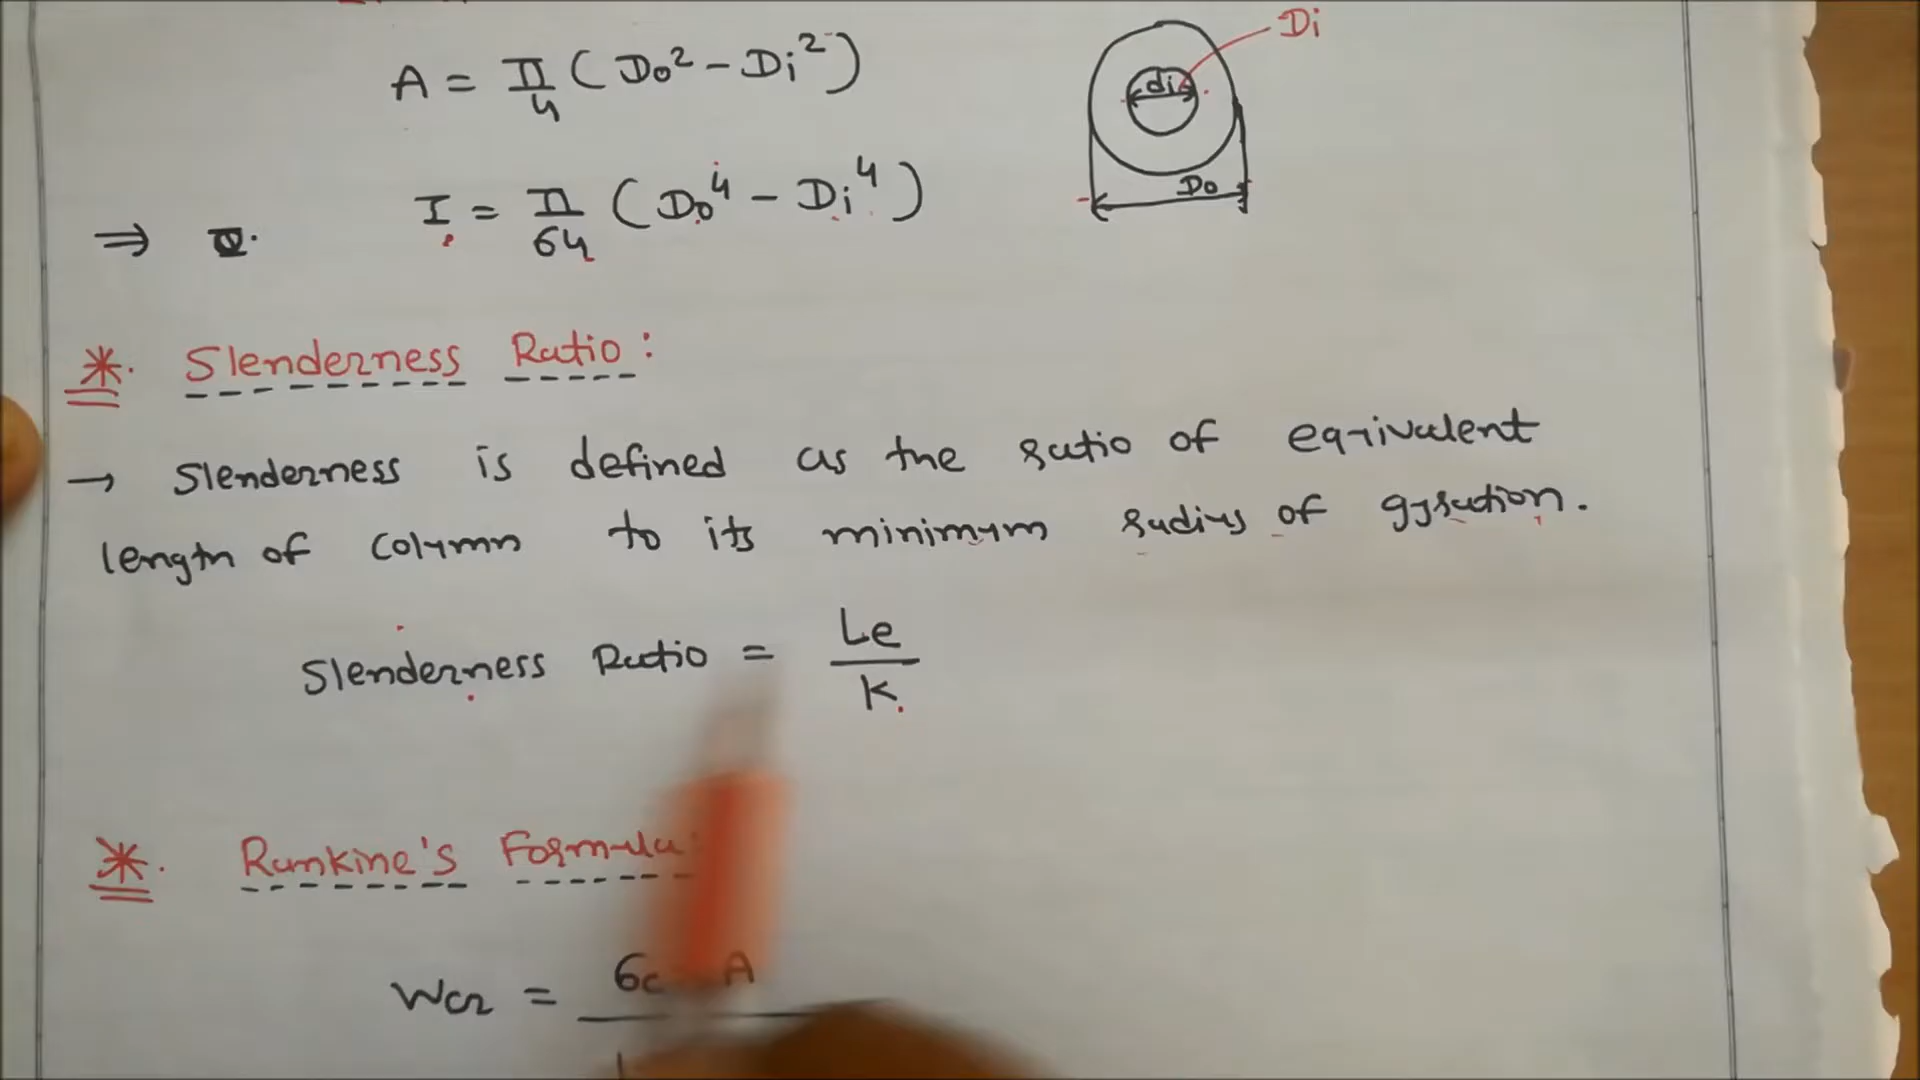 A = π/4 (Do² - Di²)
Di
di
Do
⇒ I = π/64 (Do⁴ - Di⁴)
*. Slenderness Ratio:
→ Slenderness is defined as the ratio of equivalent
length of column to its minimum radius of gyration.
Slenderness Ratio = Le/K
*. Rankine's Formula:
Wcr = σc A